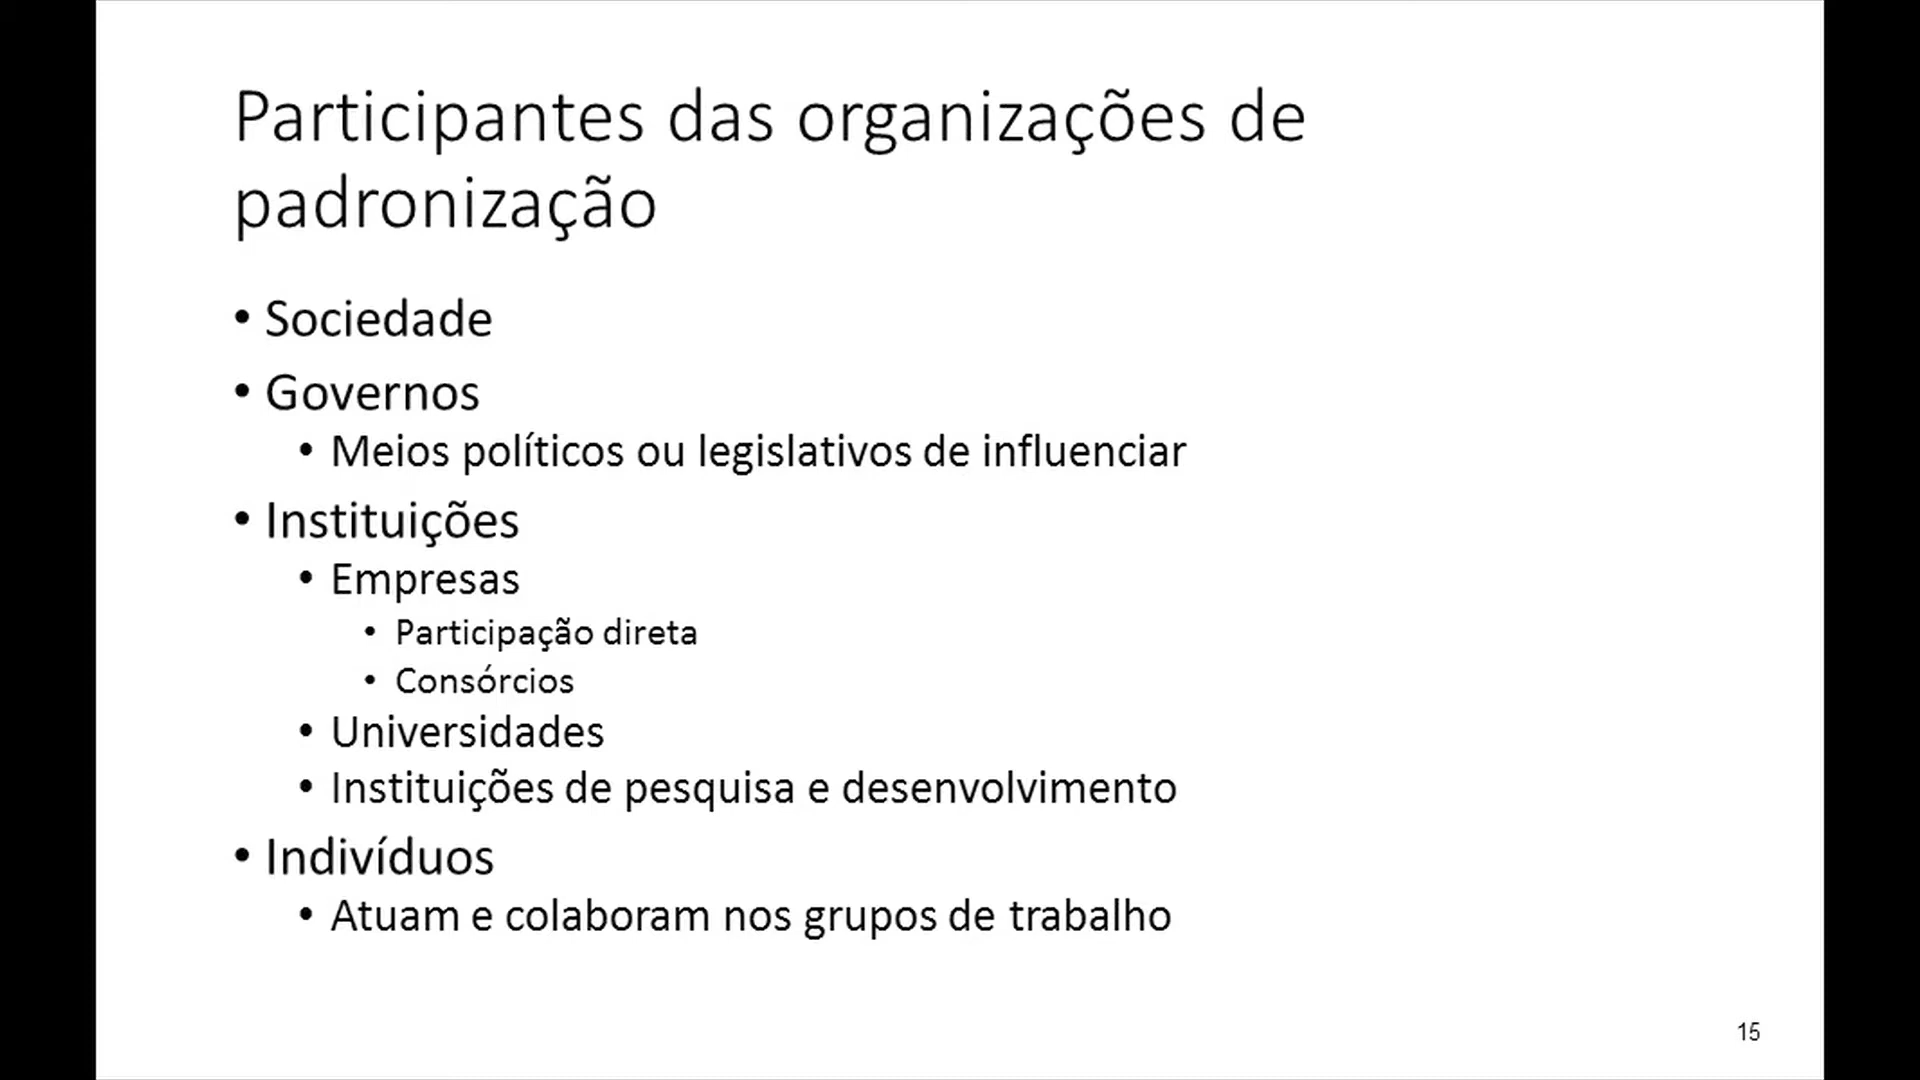 Participantes das organizações de
padronização
• Sociedade
• Governos
• Meios políticos ou legislativos de influenciar
• Instituições
• Empresas
• Participação direta
• Consórcios
• Universidades
• Instituições de pesquisa e desenvolvimento
• Indivíduos
• Atuam e colaboram nos grupos de trabalho
15